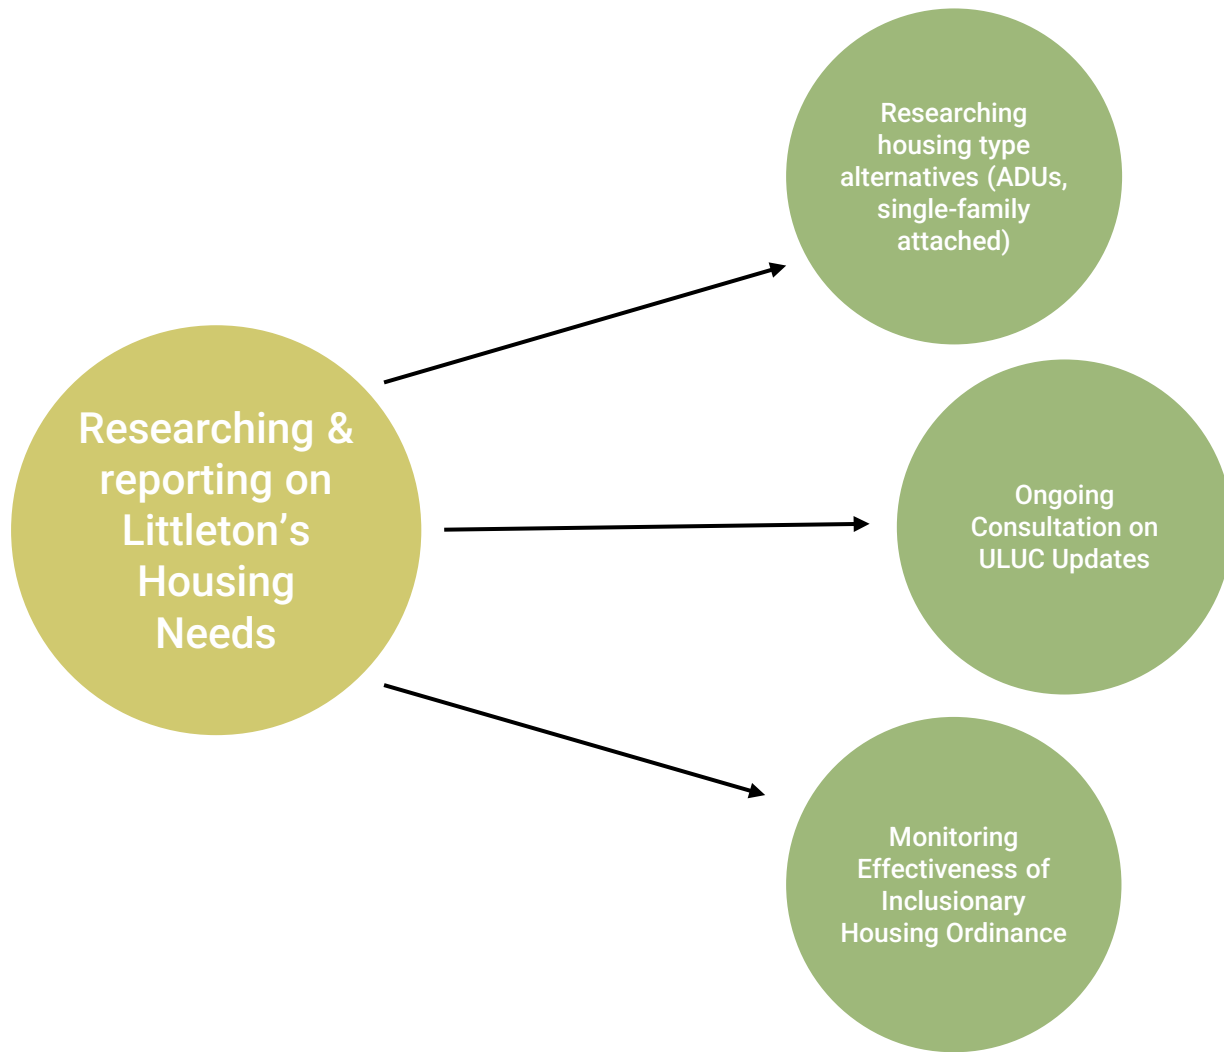 Researching &
reporting on
Littleton’s
Housing
Needs
Researching
housing type
alternatives (ADUs,
single-family
attached)
Ongoing
Consultation on
ULUC Updates
Monitoring
Effectiveness of
Inclusionary
Housing Ordinance